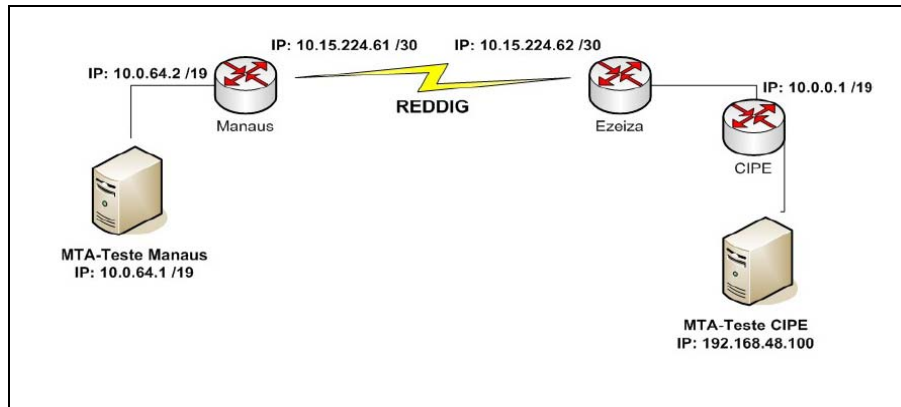 IP: 10.15.224.61 /30
IP: 10.15.224.62 /30
IP: 10.0.64.2 /19
IP: 10.0.0.1 /19
REDDIG
Manaus
Ezeiza
CIPE
MTA-Teste Manaus
IP: 10.0.64.1 /19
MTA-Teste CIPE
IP: 192.168.48.100